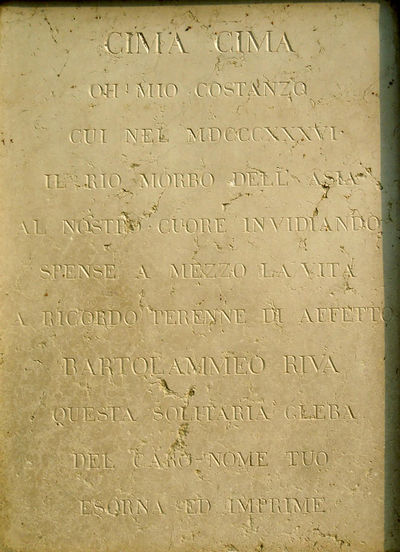 CIMA CIMA
OH! MIO COSTANZO
CUI NEL MDCCCXXXVI
IL RIO MORBO DELL'ASIA
AL NOSTRO CUORE INVIDIANDO
SPENSE A MEZZO LA VITA
A RICORDO PERENNE DI AFFETTO
BARTOLAMMEO RIVA
QUESTA SOLITARIA GLEBA
DEL CARO NOME TUO
ESORNA ED IMPRIME